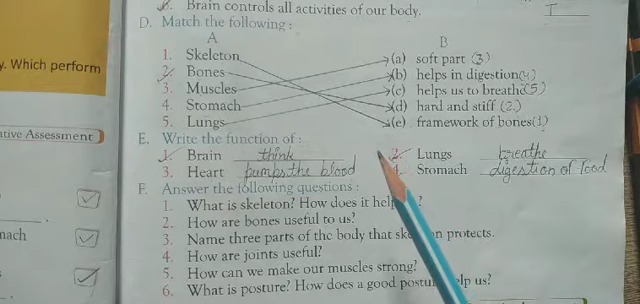 6. Brain controls all activities of our body.
T
D. Match the following :
A B
1. Skeleton (a) soft part (3)
2. Bones (b) helps in digestion (4)
3. Muscles (c) helps us to breathe (5)
4. Stomach (d) hard and stiff (2)
5. Lungs (e) framework of bones (1)
E. Write the function of :
1. Brain think 2. Lungs breathe
3. Heart pumps the blood 4. Stomach digestion of food
F. Answer the following questions :
1. What is skeleton? How does it help
2. How are bones useful to us?
3. Name three parts of the body that protects.
4. How are joints useful?
5. How can we make our muscles strong?
6. What is posture? How does a good us?
y. Which perform
ative Assessment
nach